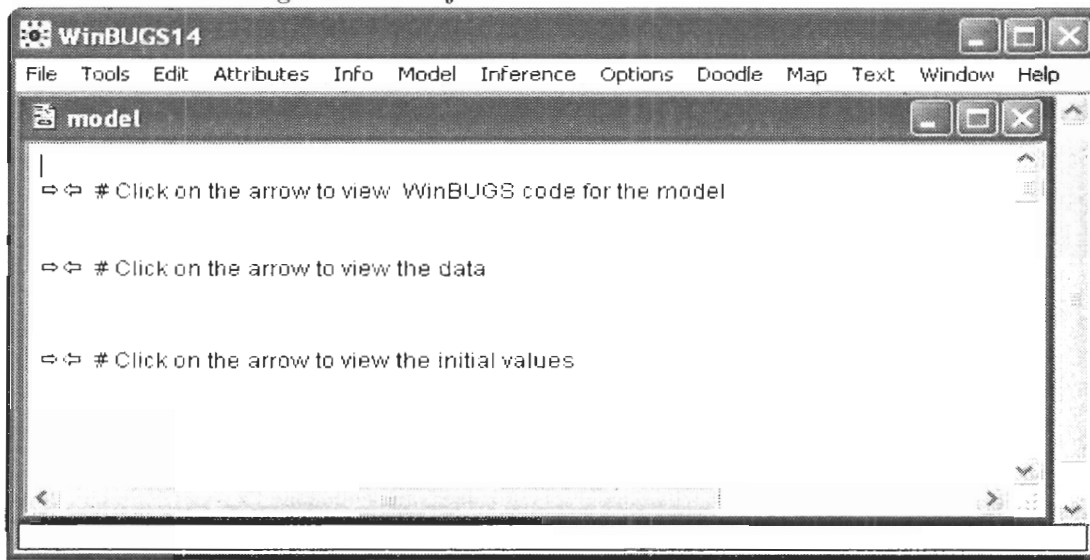 WinBUGS14
File Tools Edit Attributes Info Model Inference Options Doodle Map Text Window Help
model
⇨⇦ # Click on the arrow to view WinBUGS code for the model
⇨⇦ # Click on the arrow to view the data
⇨⇦ # Click on the arrow to view the initial values